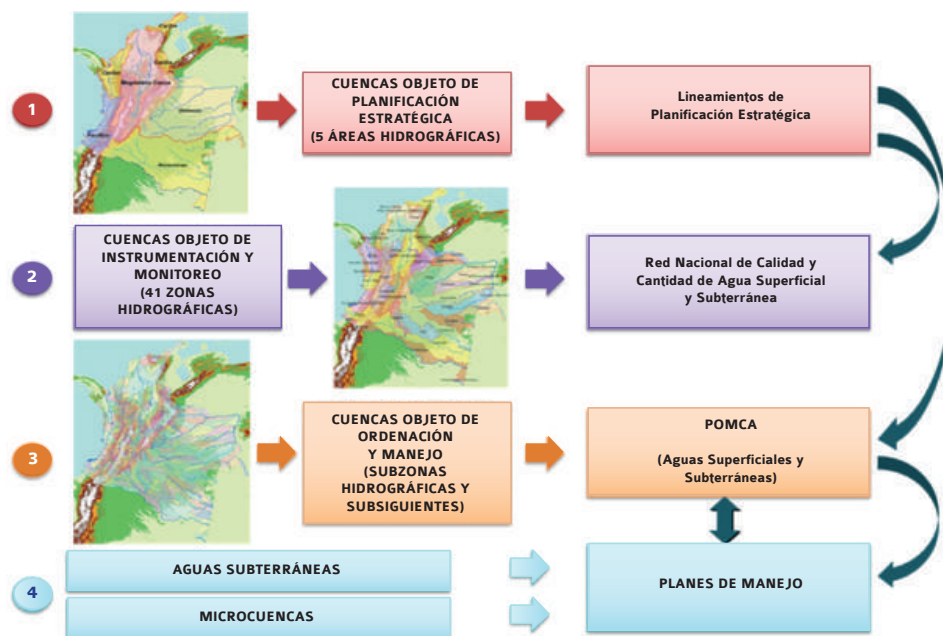 1
Caribe
CUENCAS OBJETO DE
PLANIFICACIÓN
ESTRATÉGICA
(5 ÁREAS HIDROGRÁFICAS)
Lineamientos de
Planificación Estratégica
2
CUENCAS OBJETO DE
INSTRUMENTACIÓN Y
MONITOREO
(41 ZONAS
HIDROGRÁFICAS)
Red Nacional de Calidad y
Cantidad de Agua Superficial
y Subterránea
3
CUENCAS OBJETO DE
ORDENACIÓN
Y MANEJO
(SUBZONAS
HIDROGRÁFICAS Y
SUBSIGUIENTES)
POMCA
(Aguas Superficiales y
Subterráneas)
4
AGUAS SUBTERRÁNEAS
MICROCUENCAS
PLANES DE MANEJO